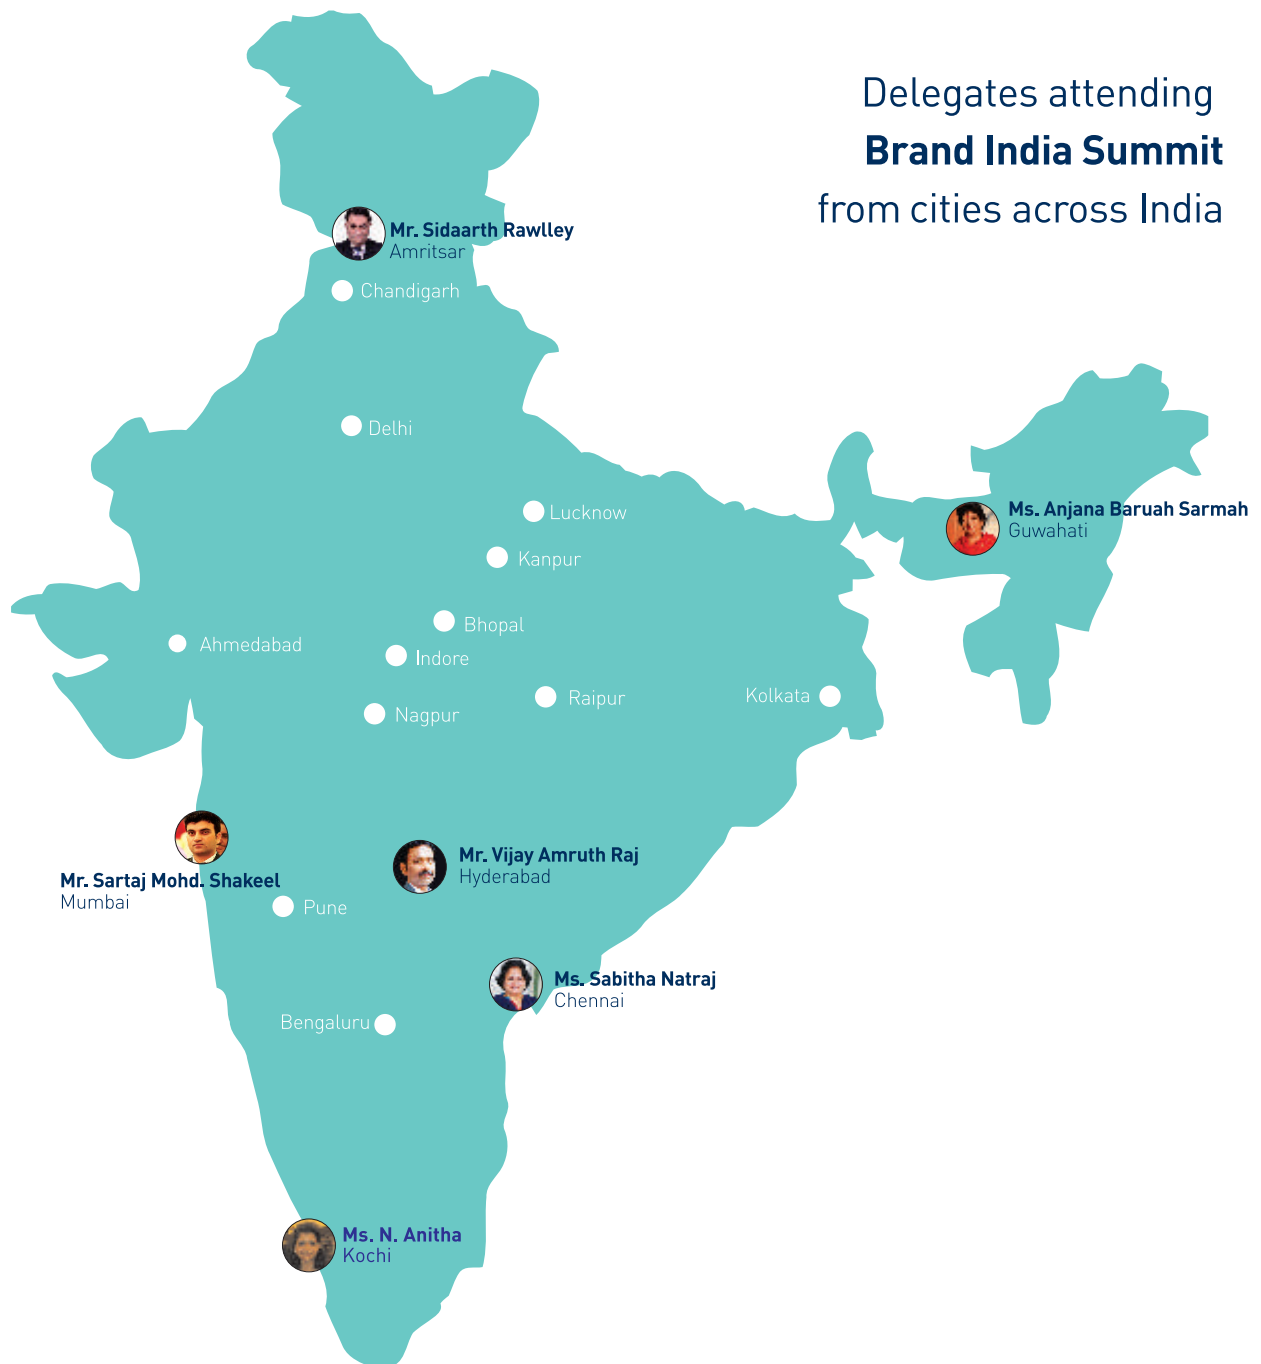 Delegates attending
Brand India Summit
from cities across India
Mr. Sidaarth Rawlley
Amritsar
Chandigarh
Delhi
Lucknow
Ms. Anjana Baruah Sarmah
Guwahati
Kanpur
Bhopal
Ahmedabad
Indore
Raipur
Kolkata
Nagpur
Mr. Vijay Amruth Raj
Hyderabad
Mr. Sartaj Mohd. Shakeel
Mumbai
Pune
Ms. Sabitha Natraj
Chennai
Bengaluru
Ms. N. Anitha
Kochi